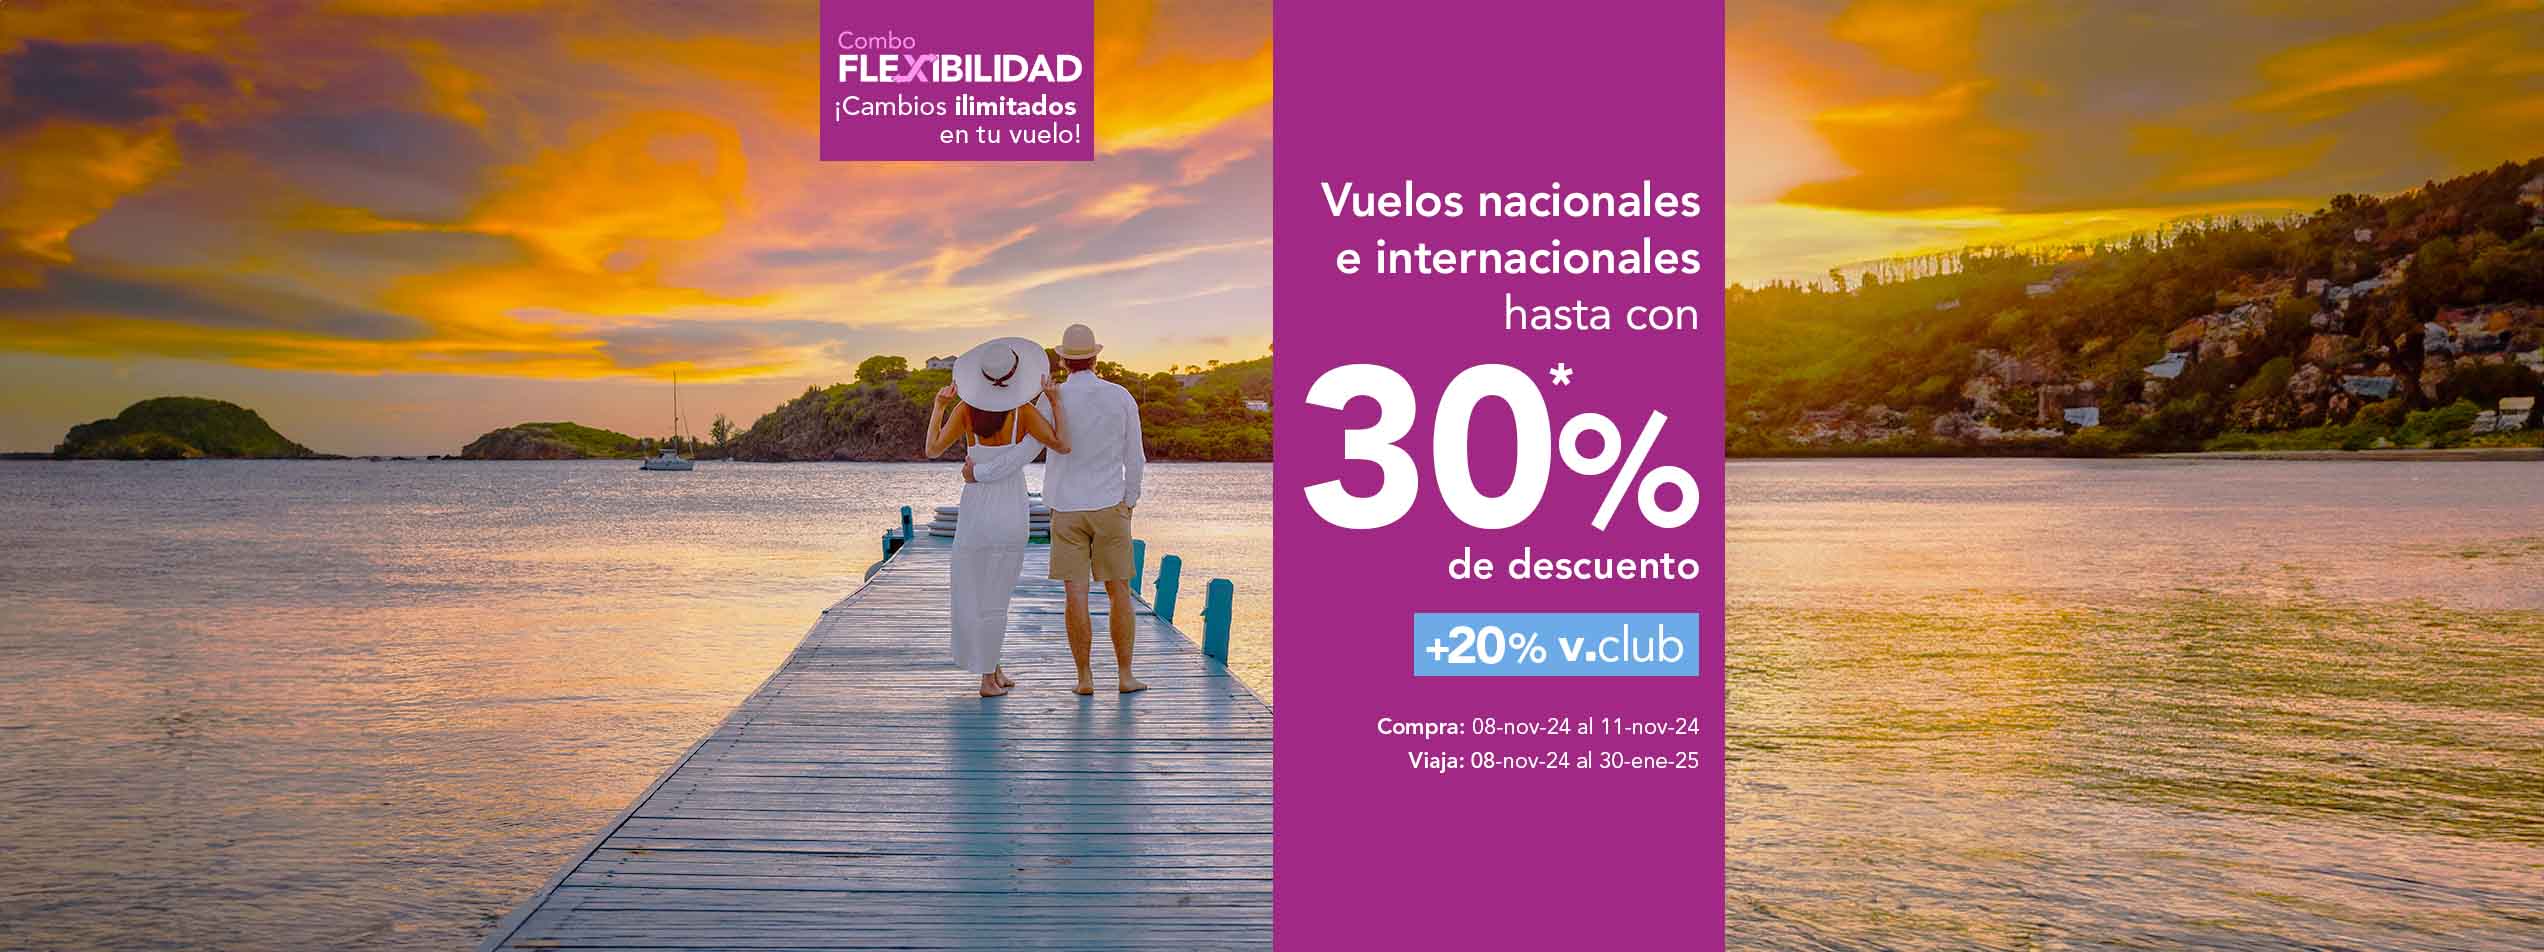 Combo
FLEXIBILIDAD
¡Cambios ilimitados
en tu vuelo!
Vuelos nacionales
e internacionales
hasta con
30*%
de descuento
+20% v.club
Compra: 08-nov-24 al 11-nov-24
Viaja: 08-nov-24 al 30-ene-25